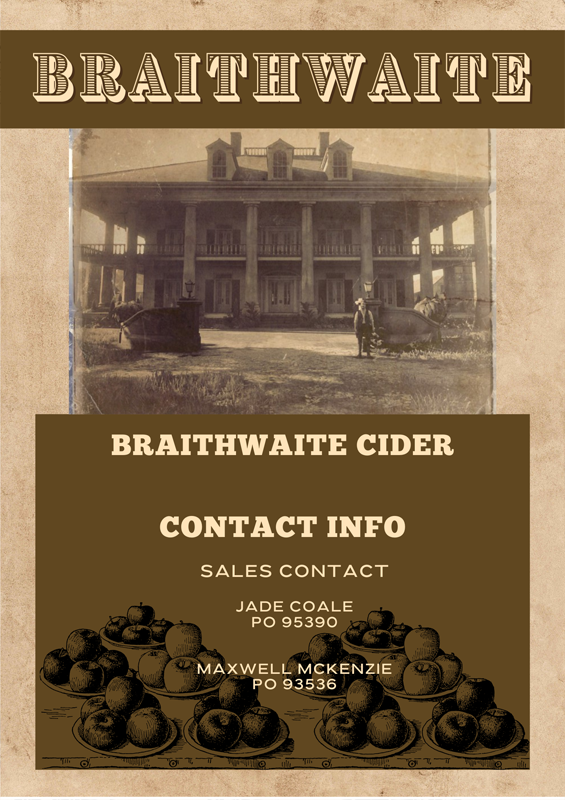 BRAITHWAITE
BRAITHWAITE CIDER
CONTACT INFO
SALES CONTACT
JADE COALE
PO 95390
MAXWELL MCKENZIE
PO 93536